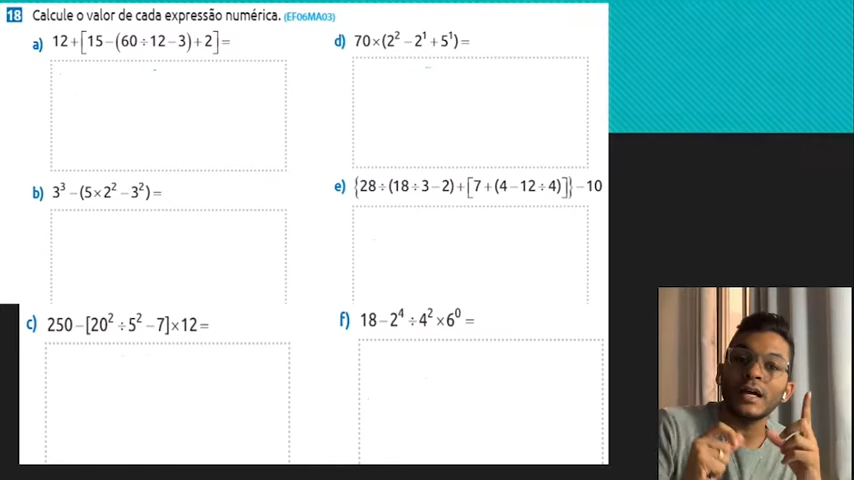 18 Calcule o valor de cada expressão numérica. (EF06MA03)
a) 12+[15−(60÷12−3)+2]=
d) 70×(2²−2¹+5¹)=
b) 3³−(5×2²−3²)=
e) {28÷(18÷3−2)+[7+(4−12÷4)]}−10
c) 250−[20²÷5²−7]×12=
f) 18−2⁴÷4²×6⁰=